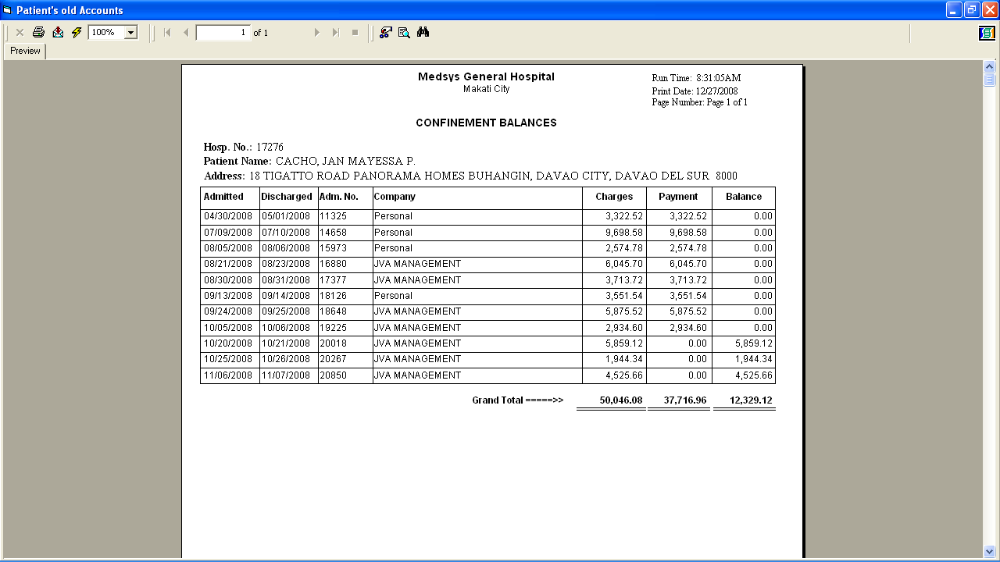 Patient's old Accounts
100% 1 of 1
Preview
Medsys General Hospital
Makati City
Run Time: 8:31:05AM
Print Date: 12/27/2008
Page Number: Page 1 of 1
CONFINEMENT BALANCES
Hosp. No.: 17276
Patient Name: CACHO, JAN MAYESSA P.
Address: 18 TIGATTO ROAD PANORAMA HOMES BUHANGIN, DAVAO CITY, DAVAO DEL SUR 8000
Admitted Discharged Adm. No. Company Charges Payment Balance
04/30/2008 05/01/2008 11325 Personal 3,322.52 3,322.52 0.00
07/09/2008 07/10/2008 14658 Personal 9,698.58 9,698.58 0.00
08/05/2008 08/06/2008 15973 Personal 2,574.78 2,574.78 0.00
08/21/2008 08/23/2008 16880 JVA MANAGEMENT 6,045.70 6,045.70 0.00
08/30/2008 08/31/2008 17377 JVA MANAGEMENT 3,713.72 3,713.72 0.00
09/13/2008 09/14/2008 18126 Personal 3,551.54 3,551.54 0.00
09/24/2008 09/25/2008 18648 JVA MANAGEMENT 5,875.52 5,875.52 0.00
10/05/2008 10/06/2008 19225 JVA MANAGEMENT 2,934.60 2,934.60 0.00
10/20/2008 10/21/2008 20018 JVA MANAGEMENT 5,859.12 0.00 5,859.12
10/25/2008 10/26/2008 20267 JVA MANAGEMENT 1,944.34 0.00 1,944.34
11/06/2008 11/07/2008 20850 JVA MANAGEMENT 4,525.66 0.00 4,525.66
Grand Total =====>> 50,046.08 37,716.96 12,329.12